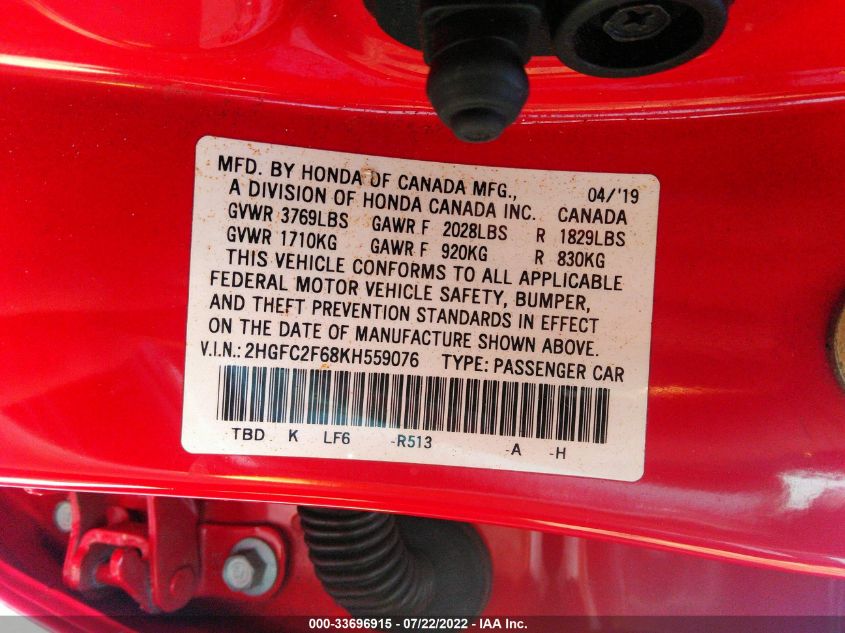 MFD. BY HONDA OF CANADA MFG., 04/'19
A DIVISION OF HONDA CANADA INC. CANADA
GVWR 3769LBS GAWR F 2028LBS R 1829LBS
GVWR 1710KG GAWR F 920KG R 830KG
THIS VEHICLE CONFORMS TO ALL APPLICABLE
FEDERAL MOTOR VEHICLE SAFETY, BUMPER,
AND THEFT PREVENTION STANDARDS IN EFFECT
ON THE DATE OF MANUFACTURE SHOWN ABOVE.
V.I.N.: 2HGFC2F68KH559076 TYPE: PASSENGER CAR
TBD K LF6 -R513 -A -H
000-33696915 - 07/22/2022 - IAA Inc.